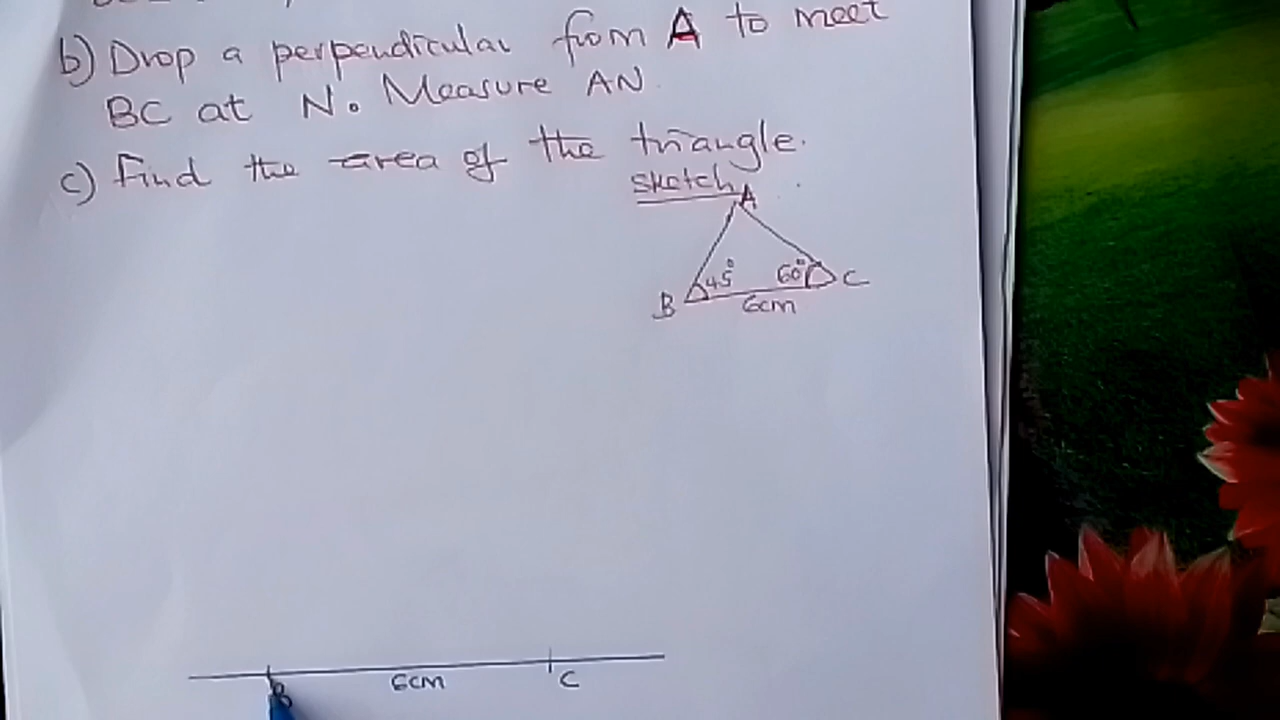 b) Drop a perpendicular from A to meet
BC at N. Measure AN.
c) Find the area of the triangle.
sketch
A
45° 60°
B 6cm C
B 6cm C